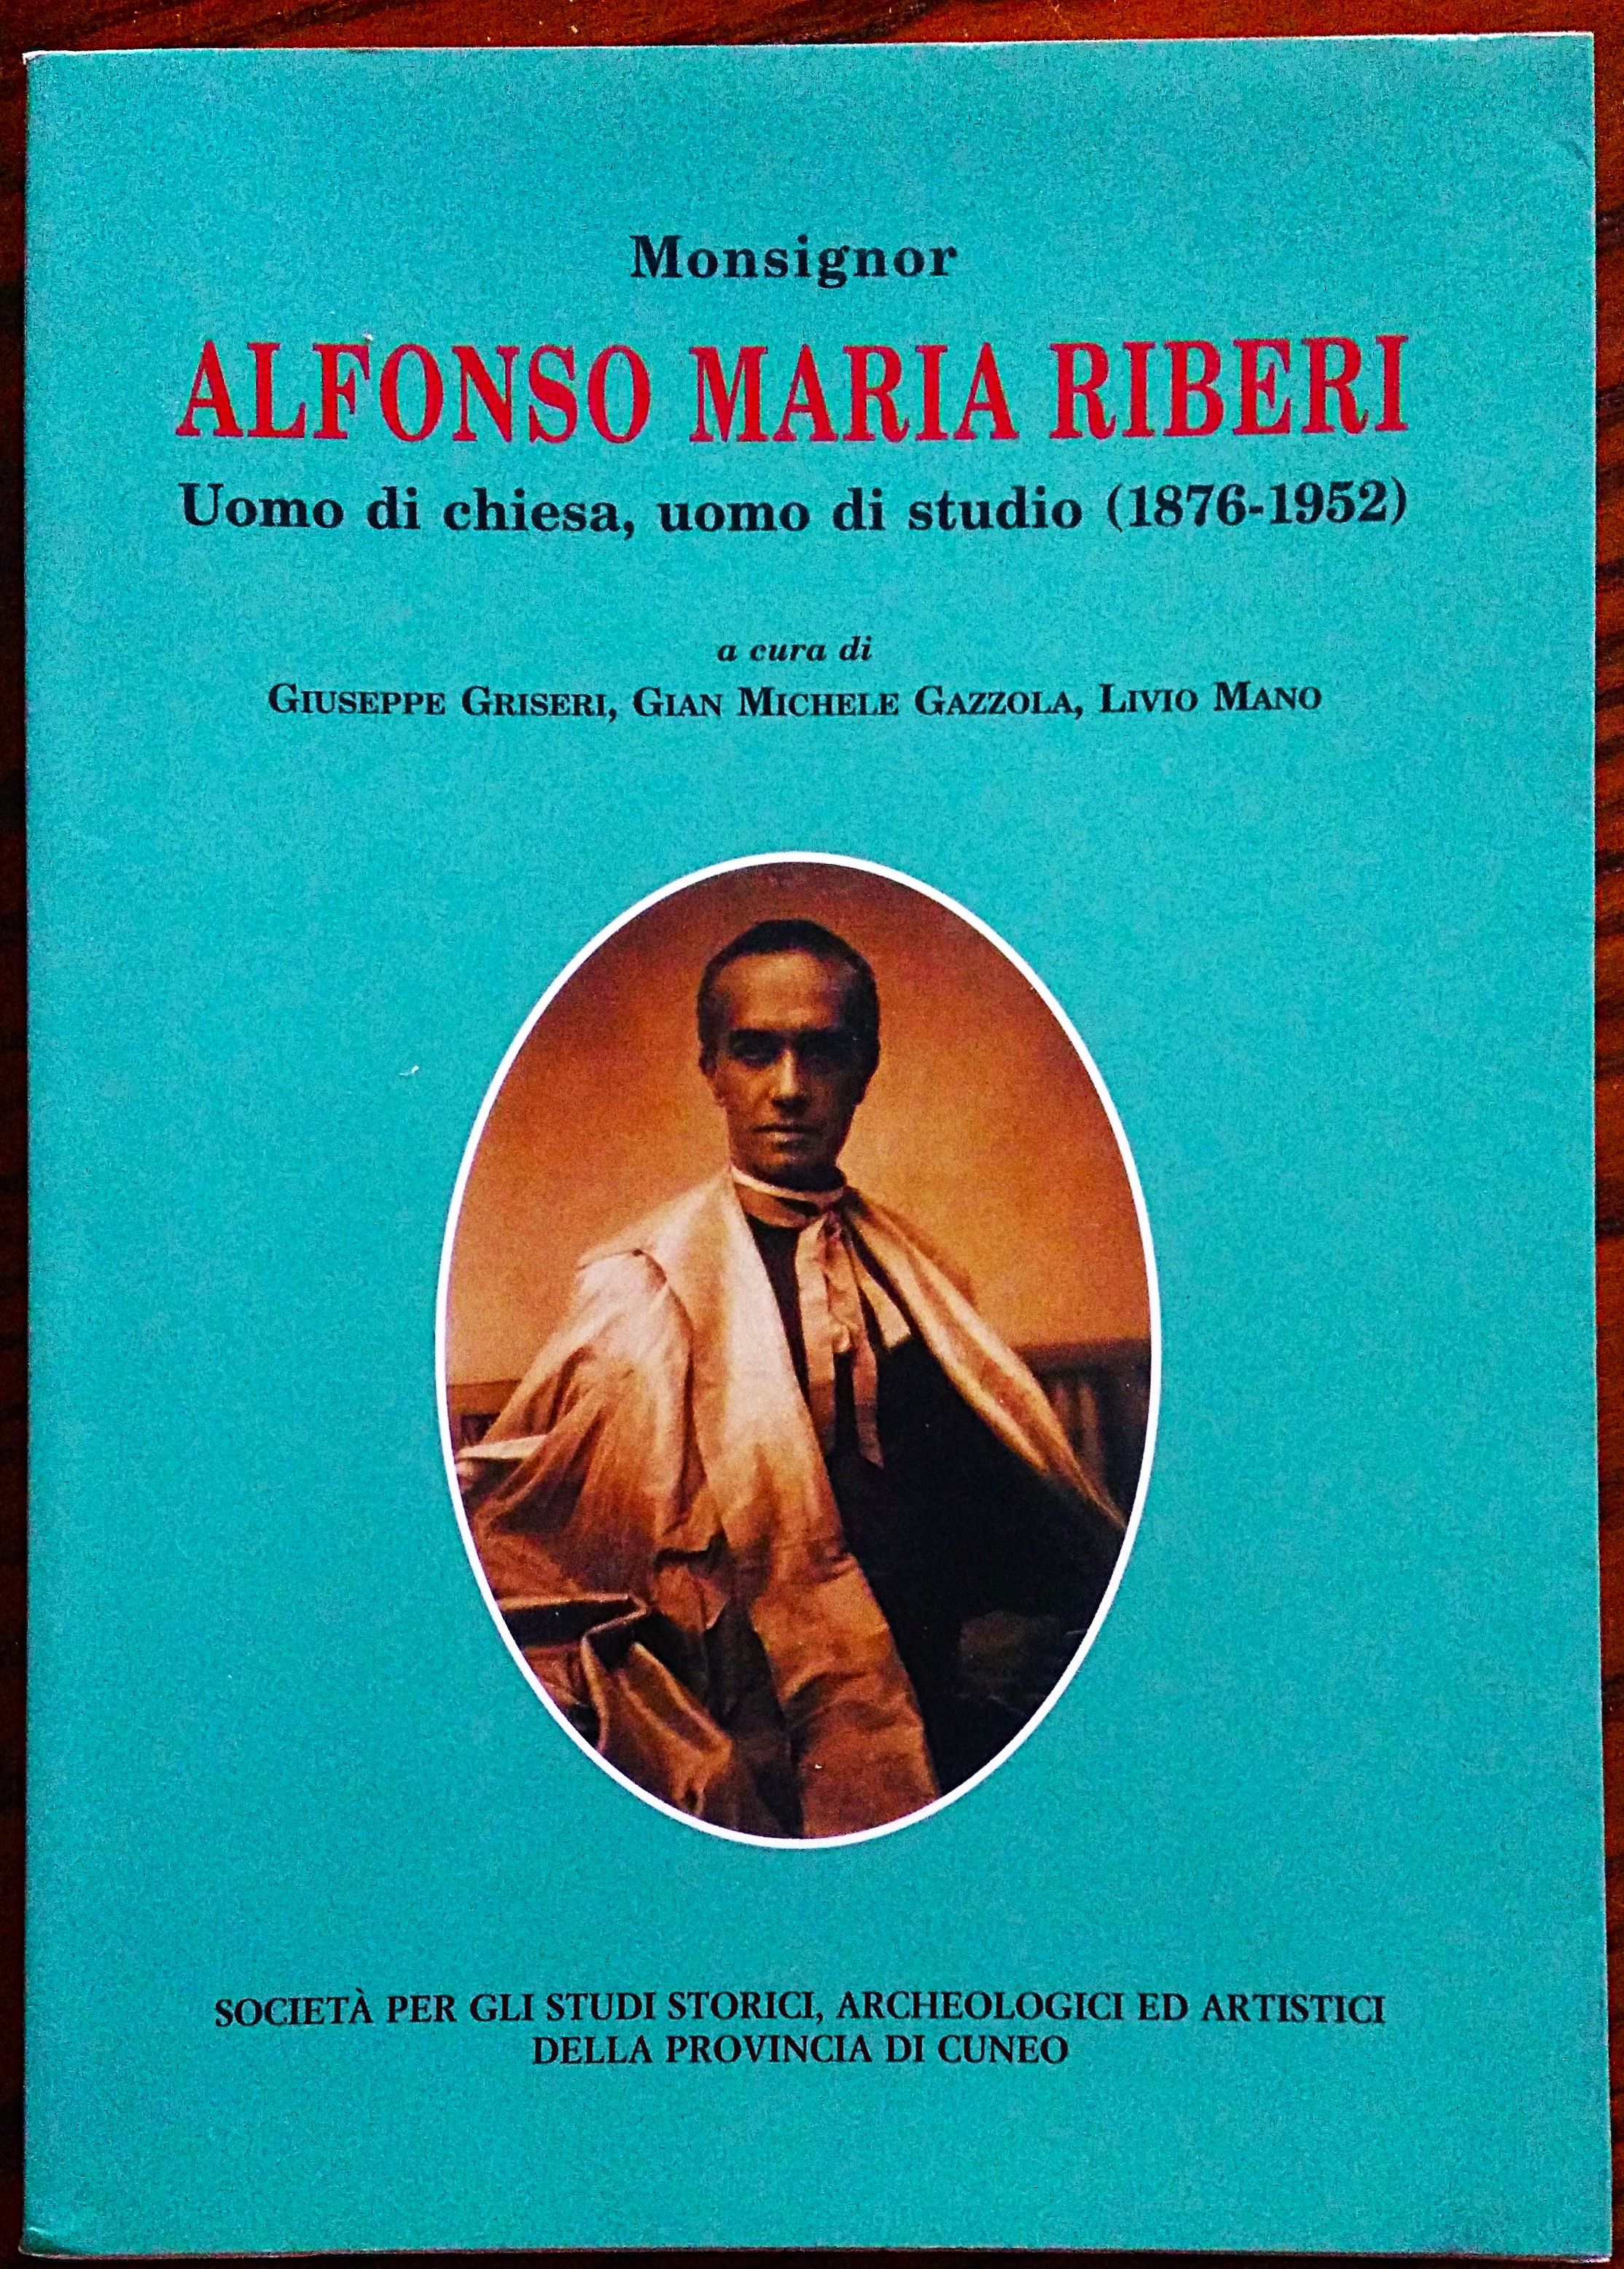 Monsignor
ALFONSO MARIA RIBERI
Uomo di chiesa, uomo di studio (1876-1952)
a cura di
GIUSEPPE GRISERI, GIAN MICHELE GAZZOLA, LIVIO MANO
SOCIETÀ PER GLI STUDI STORICI, ARCHEOLOGICI ED ARTISTICI
DELLA PROVINCIA DI CUNEO